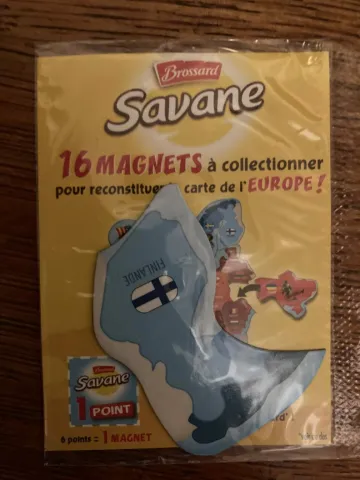 Brossard
Savane
16 MAGNETS à collectionner
pour reconstituer carte de l'EUROPE !
FINLANDE
Brossard
Savane
1 POINT
6 points = 1 MAGNET